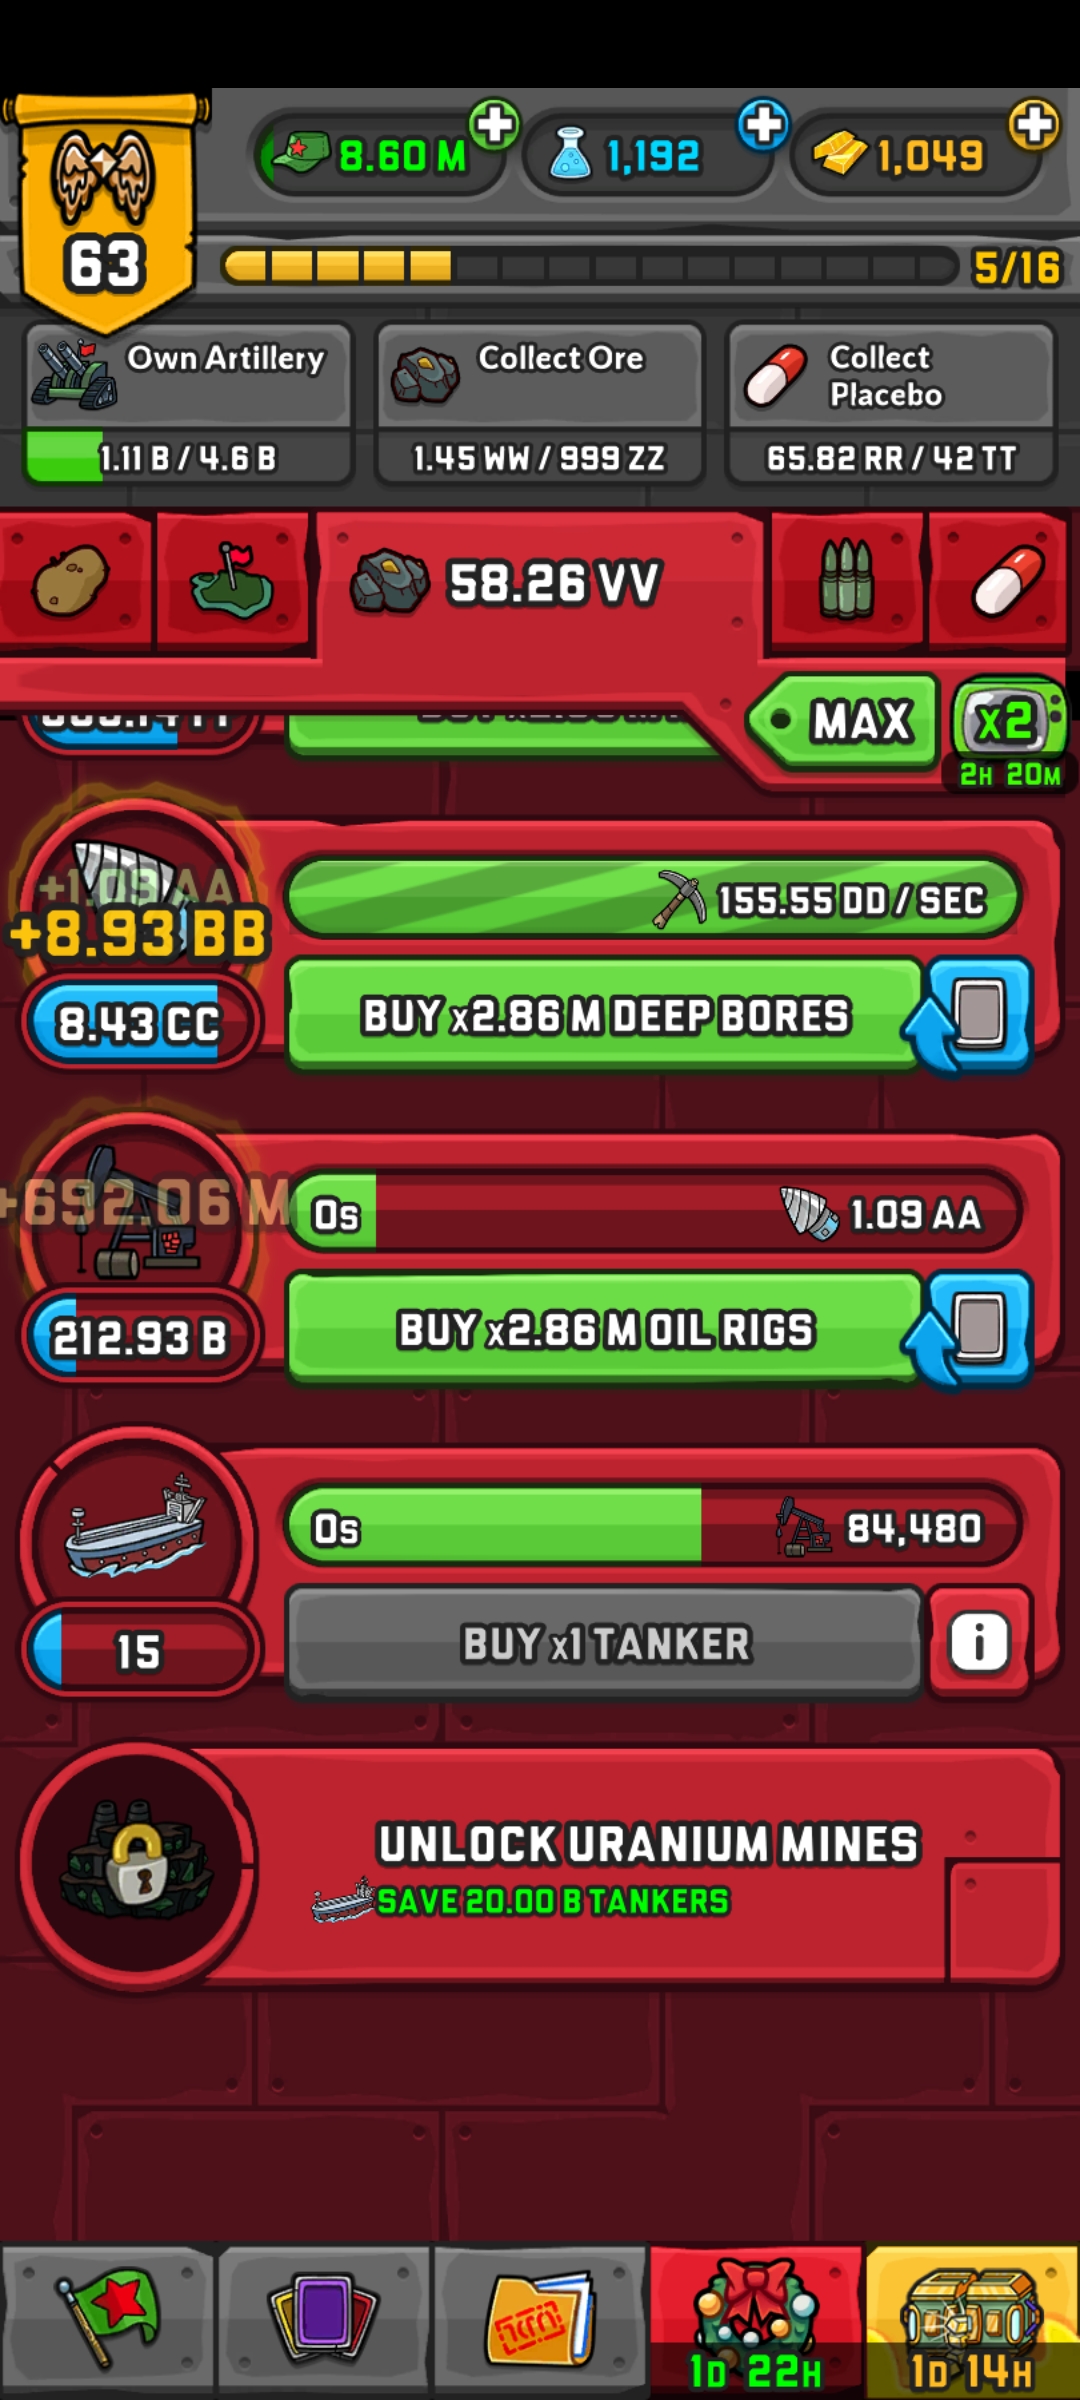 8.60 M
1,192
1,049
63
5/16
Own Artillery
1.11 B / 4.6 B
Collect Ore
1.45 WW / 999 ZZ
Collect
Placebo
65.82 RR / 42 TT
58.26 VV
MAX
x2
2H 20M
+1.09 AA
+8.93 BB
155.55 DD / SEC
8.43 CC
BUY x2.86 M DEEP BORES
+692.06 M
0s
1.09 AA
212.93 B
BUY x2.86 M OIL RIGS
0s
84,480
15
BUY x1 TANKER
i
UNLOCK URANIUM MINES
SAVE 20.00 B TANKERS
1D 22H
1D 14H